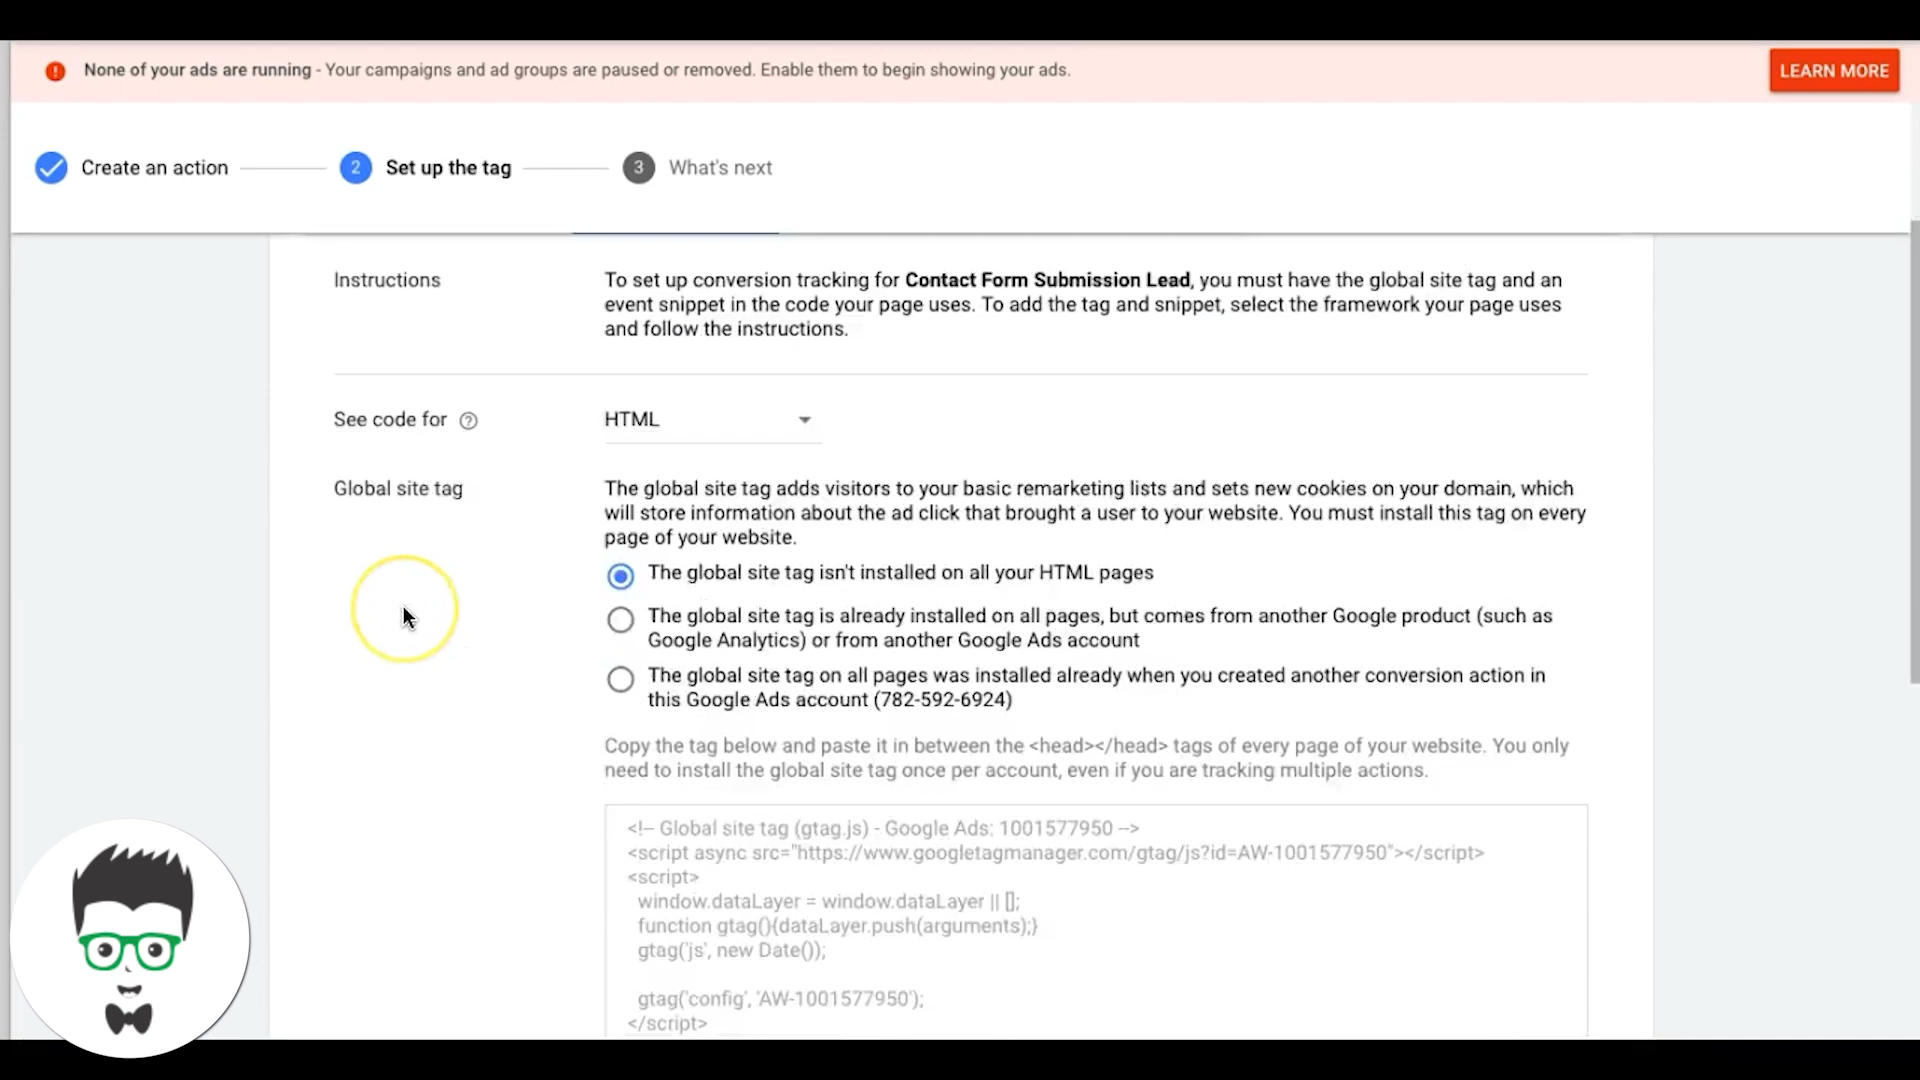 None of your ads are running - Your campaigns and ad groups are paused or removed. Enable them to begin showing your ads.
LEARN MORE
Create an action
2 Set up the tag
3 What's next
Instructions
To set up conversion tracking for Contact Form Submission Lead, you must have the global site tag and an
event snippet in the code your page uses. To add the tag and snippet, select the framework your page uses
and follow the instructions.
See code for ?
HTML
Global site tag
The global site tag adds visitors to your basic remarketing lists and sets new cookies on your domain, which
will store information about the ad click that brought a user to your website. You must install this tag on every
page of your website.
The global site tag isn't installed on all your HTML pages
The global site tag is already installed on all pages, but comes from another Google product (such as
Google Analytics) or from another Google Ads account
The global site tag on all pages was installed already when you created another conversion action in
this Google Ads account (782-592-6924)
Copy the tag below and paste it in between the <head></head> tags of every page of your website. You only
need to install the global site tag once per account, even if you are tracking multiple actions.
<!-- Global site tag (gtag.js) - Google Ads: 1001577950 -->
<script async src="https://www.googletagmanager.com/gtag/js?id=AW-1001577950"></script>
<script>
window.dataLayer = window.dataLayer || [];
function gtag(){dataLayer.push(arguments);}
gtag('js', new Date());
gtag('config', 'AW-1001577950');
</script>